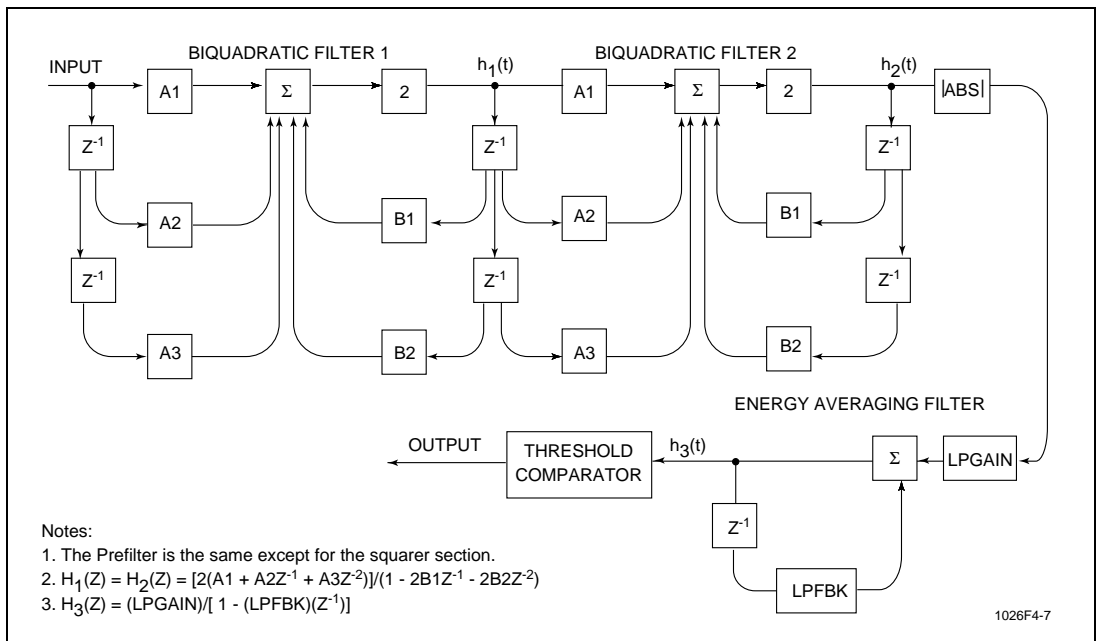 BIQUADRATIC FILTER 1
BIQUADRATIC FILTER 2
INPUT
A1
Σ
2
h1(t)
A1
Σ
2
h2(t)
|ABS|
Z-1
Z-1
Z-1
A2
B1
A2
B1
Z-1
Z-1
Z-1
A3
B2
A3
B2
ENERGY AVERAGING FILTER
OUTPUT
THRESHOLD
COMPARATOR
h3(t)
Σ
LPGAIN
Z-1
LPFBK
Notes:
1. The Prefilter is the same except for the squarer section.
2. H1(Z) = H2(Z) = [2(A1 + A2Z-1 + A3Z-2)]/(1 - 2B1Z-1 - 2B2Z-2)
3. H3(Z) = (LPGAIN)/[ 1 - (LPFBK)(Z-1)]
1026F4-7